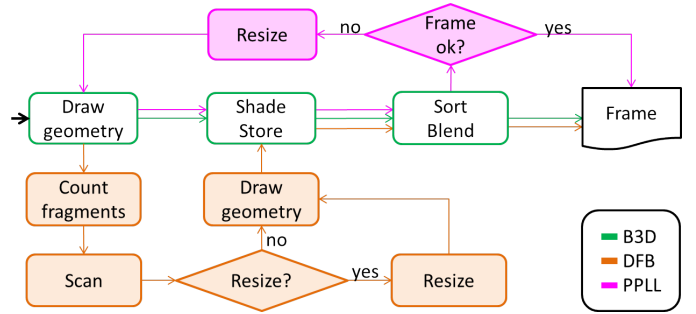 Resize
no
Frame
ok?
yes
Draw
geometry
Shade
Store
Sort
Blend
Frame
Count
fragments
Draw
geometry
no
Scan
Resize?
yes
Resize
B3D
DFB
PPLL